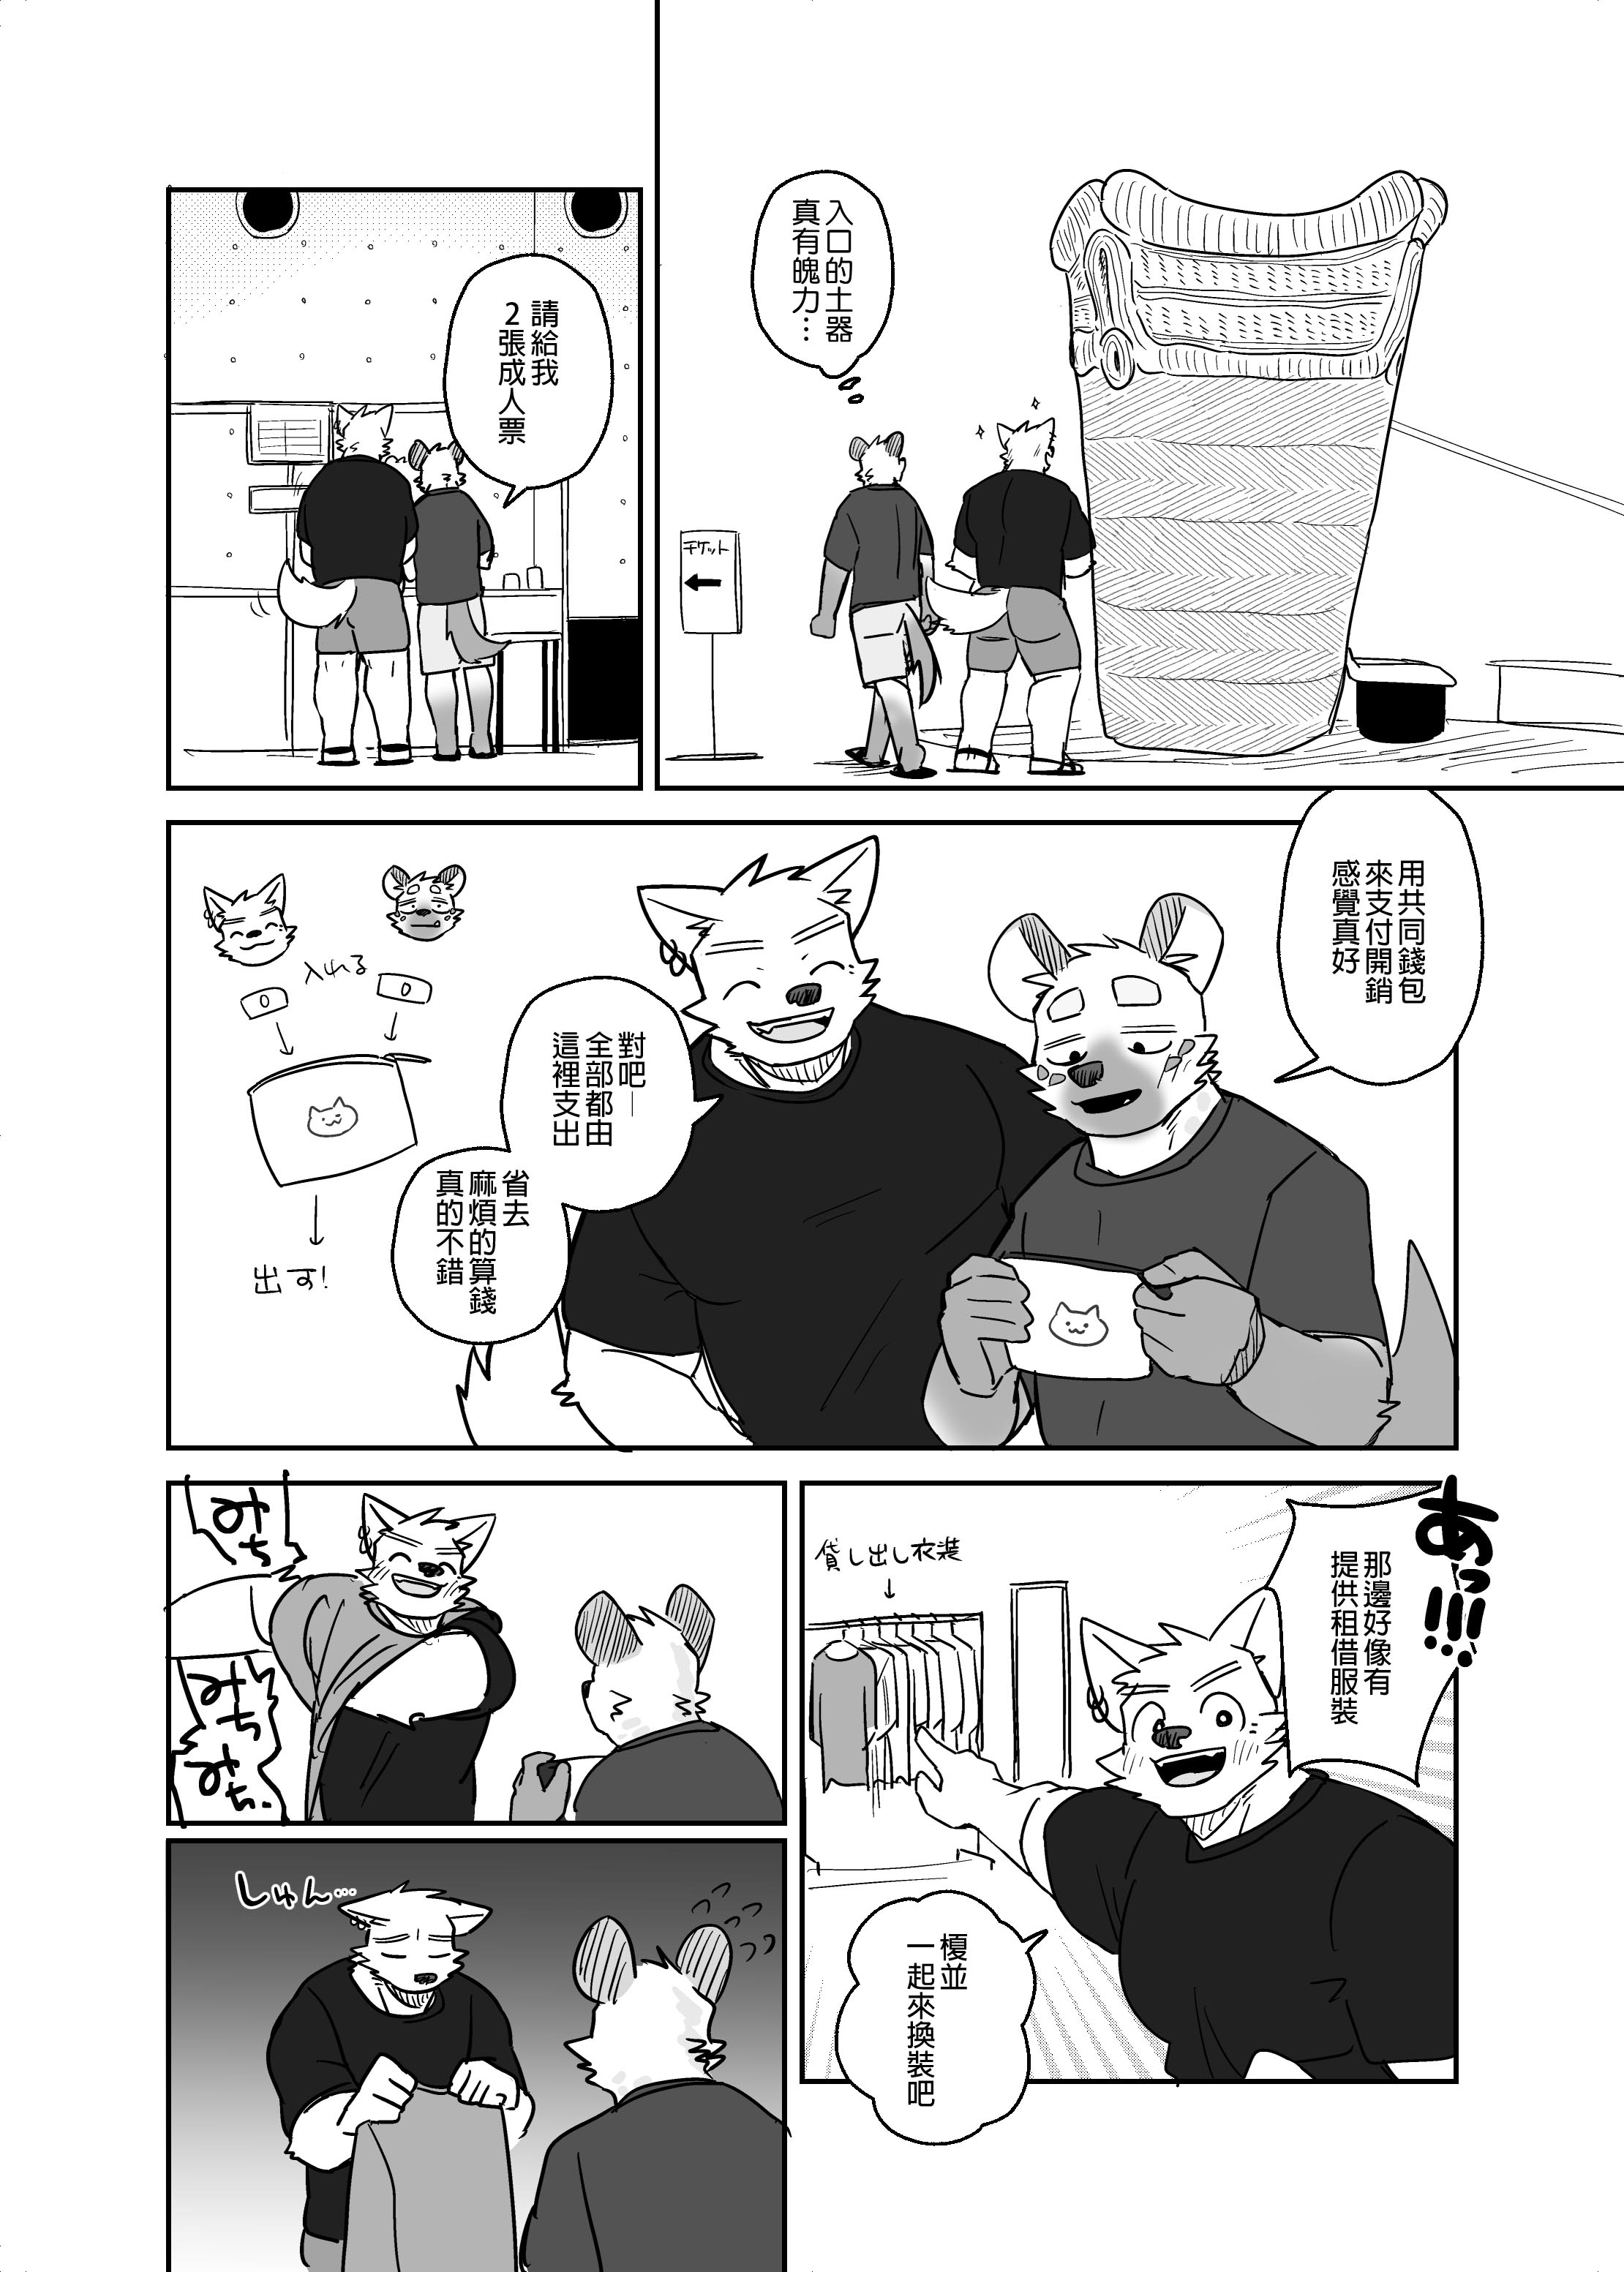 入口的土器
真有魄力…
チケット
請給我
2張成人票
用共同錢包
來支付開銷
感覺真好
對吧—
全部都由
這裡支出
省去
麻煩的算錢
真的不錯
入れる
0
0
出す!
あっ!!!
那邊好像有
提供租借服裝
貸し出し衣装
榎並
一起來換裝吧
みち
みち
みち
しゅん…